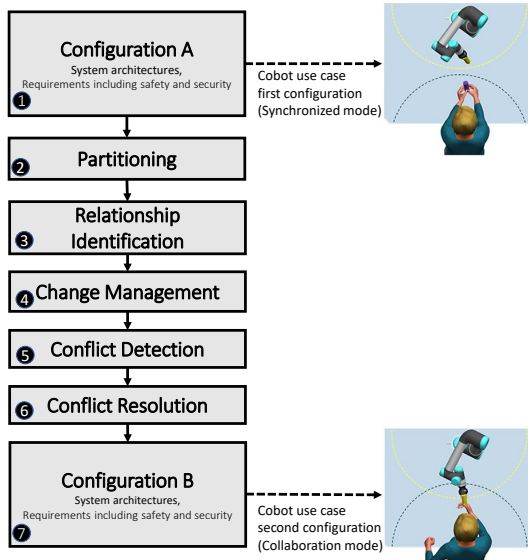 Configuration A
System architectures,
Requirements including safety and security
1
Cobot use case
first configuration
(Synchronized mode)
2
Partitioning
Relationship
Identification
3
4
Change Management
5
Conflict Detection
6
Conflict Resolution
Configuration B
System architectures,
Requirements including safety and security
7
Cobot use case
second configuration
(Collaboration mode)